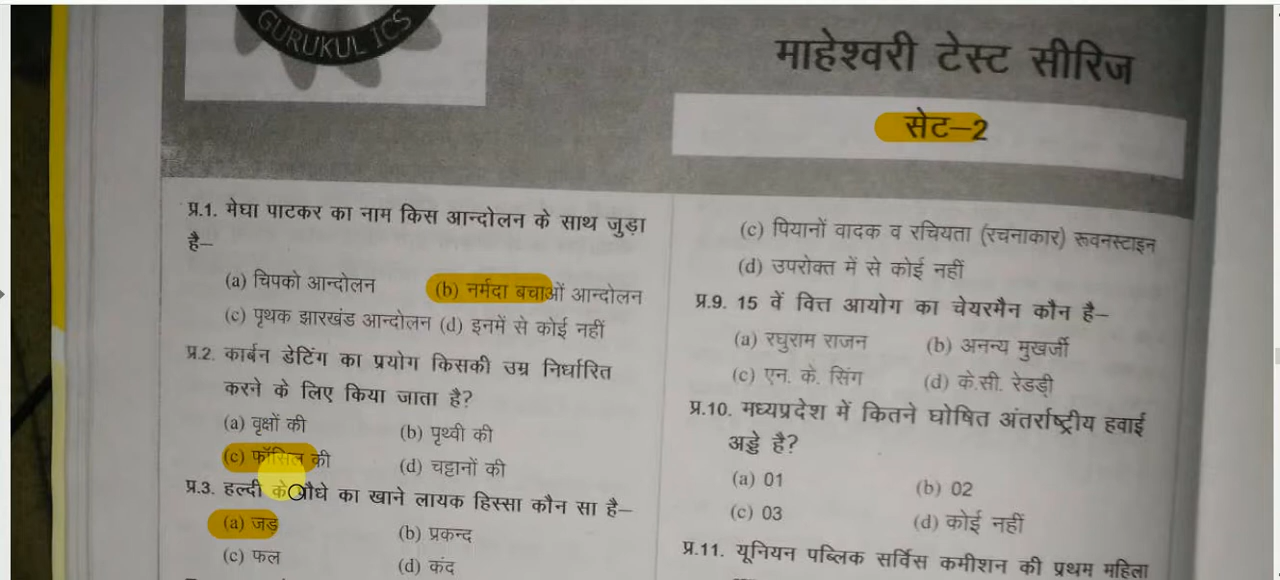 GURUKUL ICS
माहेश्वरी टेस्ट सीरिज
सेट–2
प्र.1. मेघा पाटकर का नाम किस आन्दोलन के साथ जुड़ा
है–
(a) चिपको आन्दोलन (b) नर्मदा बचाओं आन्दोलन
(c) पृथक झारखंड आन्दोलन (d) इनमें से कोई नहीं
प्र.2. कार्बन डेटिंग का प्रयोग किसकी उम्र निर्धारित
करने के लिए किया जाता है?
(a) वृक्षों की (b) पृथ्वी की
(c) फॉसिल की (d) चट्टानों की
प्र.3. हल्दी के पौधे का खाने लायक हिस्सा कौन सा है–
(a) जड़ (b) प्रकन्द
(c) फल (d) कंद
(c) पियानों वादक व रचियता (रचनाकार) रूवनस्टाइन
(d) उपरोक्त में से कोई नहीं
प्र.9. 15 वें वित्त आयोग का चेयरमैन कौन है–
(a) रघुराम राजन (b) अनन्य मुखर्जी
(c) एन. के. सिंग (d) के.सी. रेडड़ी
प्र.10. मध्यप्रदेश में कितने घोषित अंतर्राष्ट्रीय हवाई
अड्डे है?
(a) 01 (b) 02
(c) 03 (d) कोई नहीं
प्र.11. यूनियन पब्लिक सर्विस कमीशन की प्रथम महिला